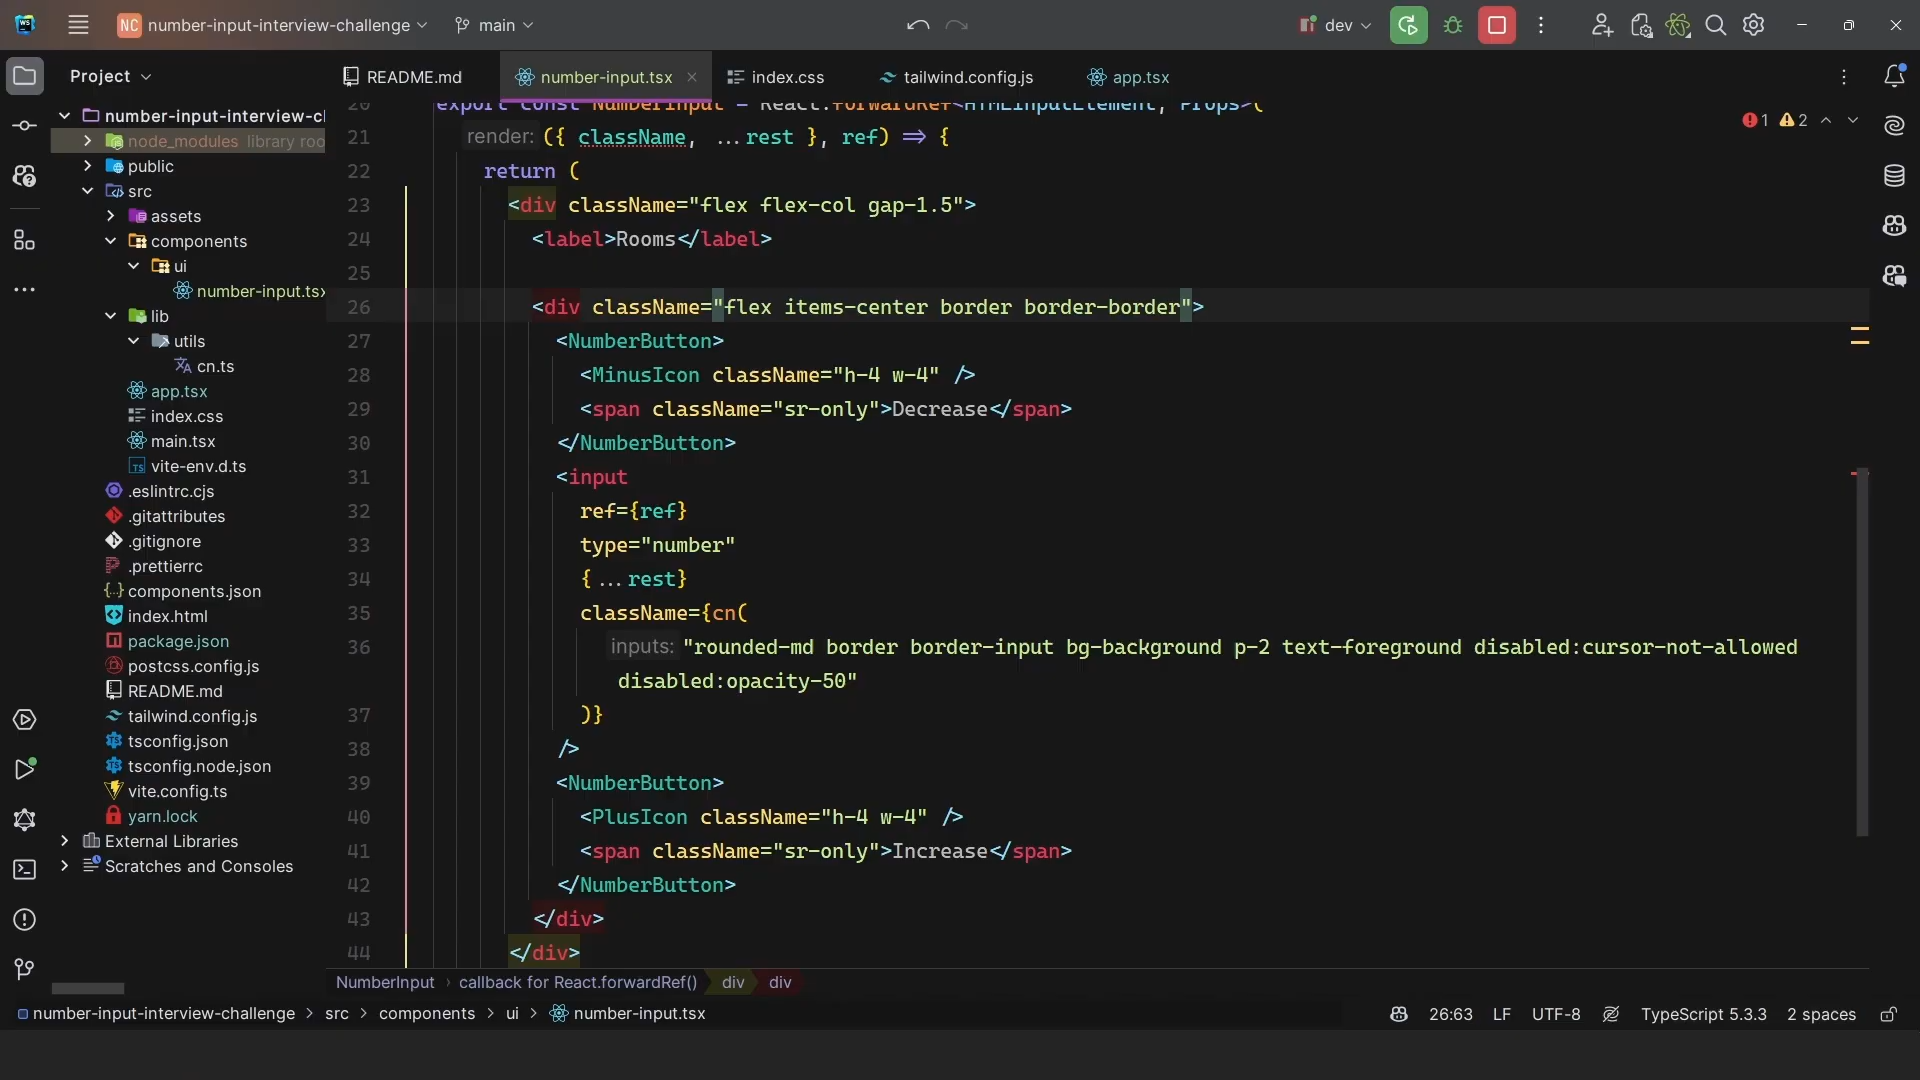 NC number-input-interview-challenge main dev
Project
README.md number-input.tsx index.css tailwind.config.js app.tsx
number-input-interview-cl
node_modules library roo
public
src
assets
components
ui
number-input.tsx
lib
utils
cn.ts
app.tsx
index.css
main.tsx
vite-env.d.ts
.eslintrc.cjs
.gitattributes
.gitignore
.prettierrc
components.json
index.html
package.json
postcss.config.js
README.md
tailwind.config.js
tsconfig.json
tsconfig.node.json
vite.config.ts
yarn.lock
External Libraries
Scratches and Consoles
1 2
20 export const NumberInput = React.forwardRef<HTMLInputElement, Props>(
21 render: ({ className, ...rest }, ref) => {
22 return (
23 <div className="flex flex-col gap-1.5">
24 <label>Rooms</label>
25
26 <div className="flex items-center border border-border">
27 <NumberButton>
28 <MinusIcon className="h-4 w-4" />
29 <span className="sr-only">Decrease</span>
30 </NumberButton>
31 <input
32 ref={ref}
33 type="number"
34 {...rest}
35 className={cn(
36 inputs: "rounded-md border border-input bg-background p-2 text-foreground disabled:cursor-not-allowed
disabled:opacity-50"
37 )}
38 />
39 <NumberButton>
40 <PlusIcon className="h-4 w-4" />
41 <span className="sr-only">Increase</span>
42 </NumberButton>
43 </div>
44 </div>
NumberInput › callback for React.forwardRef() div div
number-input-interview-challenge > src > components > ui > number-input.tsx
26:63 LF UTF-8 TypeScript 5.3.3 2 spaces